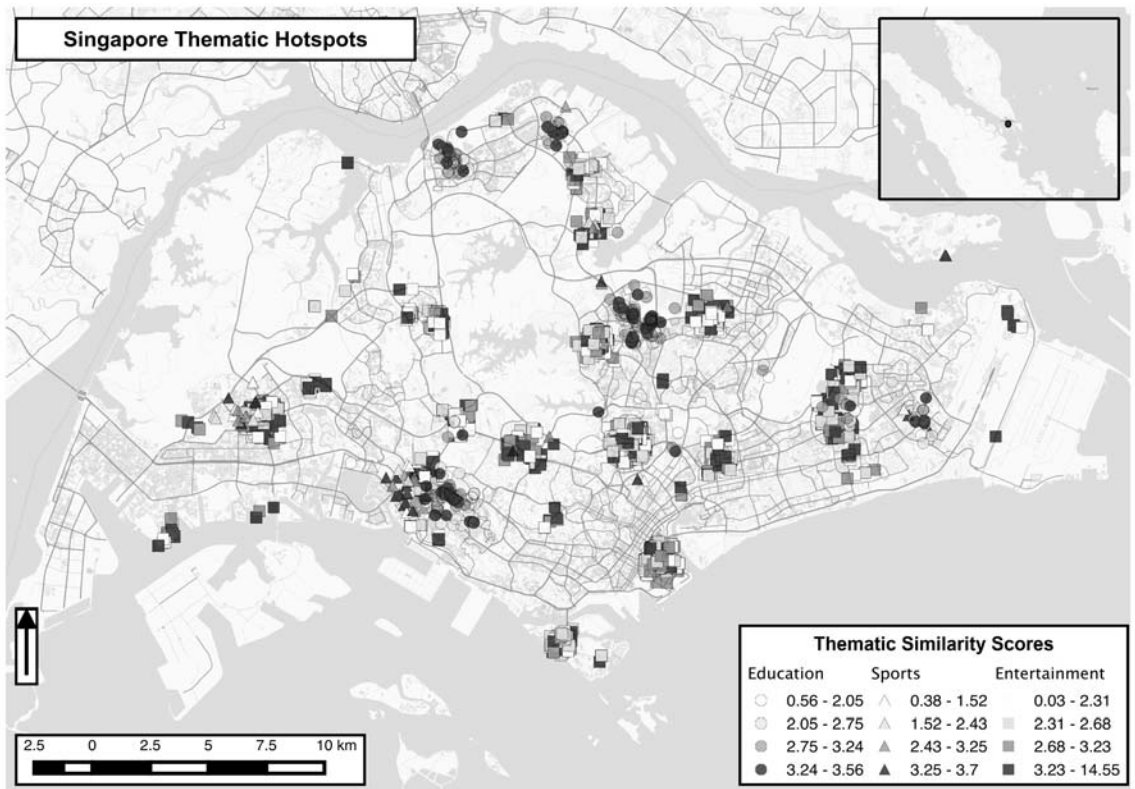 Singapore Thematic Hotspots
Thematic Similarity Scores
Education Sports Entertainment
0.56 - 2.05 0.38 - 1.52 0.03 - 2.31
2.05 - 2.75 1.52 - 2.43 2.31 - 2.68
2.75 - 3.24 2.43 - 3.25 2.68 - 3.23
3.24 - 3.56 3.25 - 3.7 3.23 - 14.55
2.5 0 2.5 5 7.5 10 km